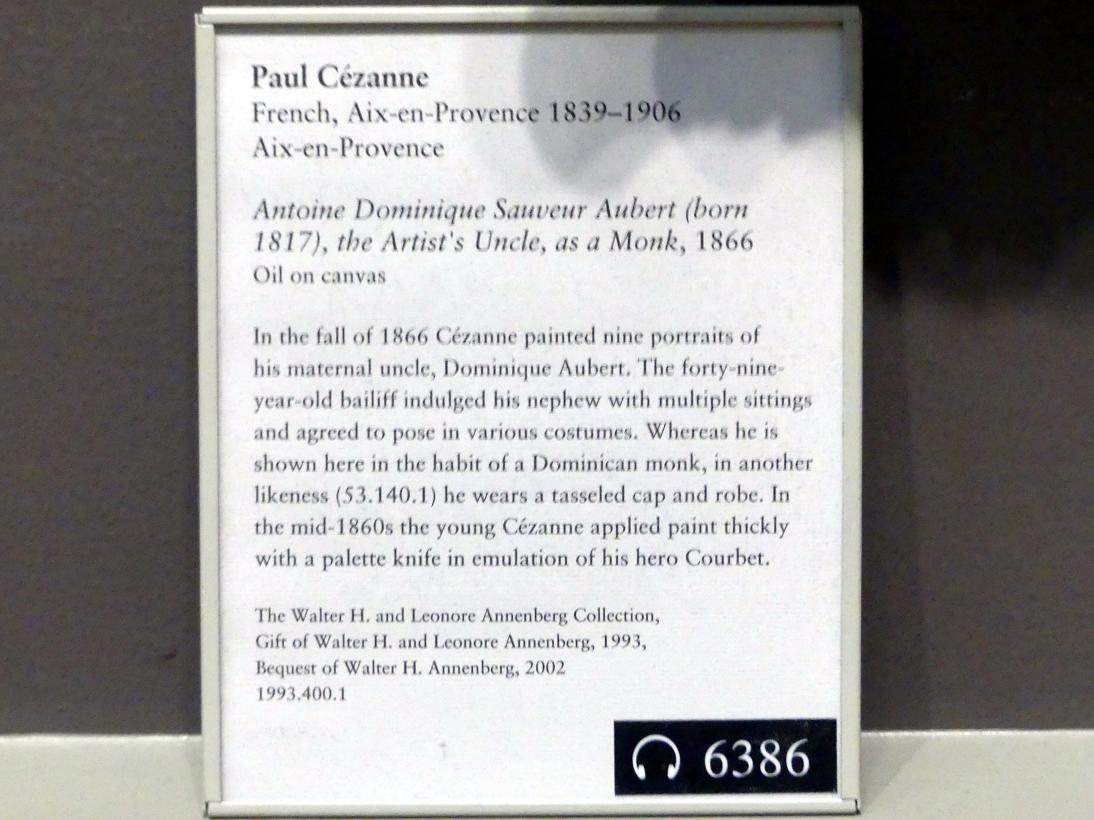 Paul Cézanne
French, Aix-en-Provence 1839–1906
Aix-en-Provence
Antoine Dominique Sauveur Aubert (born
1817), the Artist's Uncle, as a Monk, 1866
Oil on canvas
In the fall of 1866 Cézanne painted nine portraits of
his maternal uncle, Dominique Aubert. The forty-nine-
year-old bailiff indulged his nephew with multiple sittings
and agreed to pose in various costumes. Whereas he is
shown here in the habit of a Dominican monk, in another
likeness (53.140.1) he wears a tasseled cap and robe. In
the mid-1860s the young Cézanne applied paint thickly
with a palette knife in emulation of his hero Courbet.
The Walter H. and Leonore Annenberg Collection,
Gift of Walter H. and Leonore Annenberg, 1993,
Bequest of Walter H. Annenberg, 2002
1993.400.1
6386